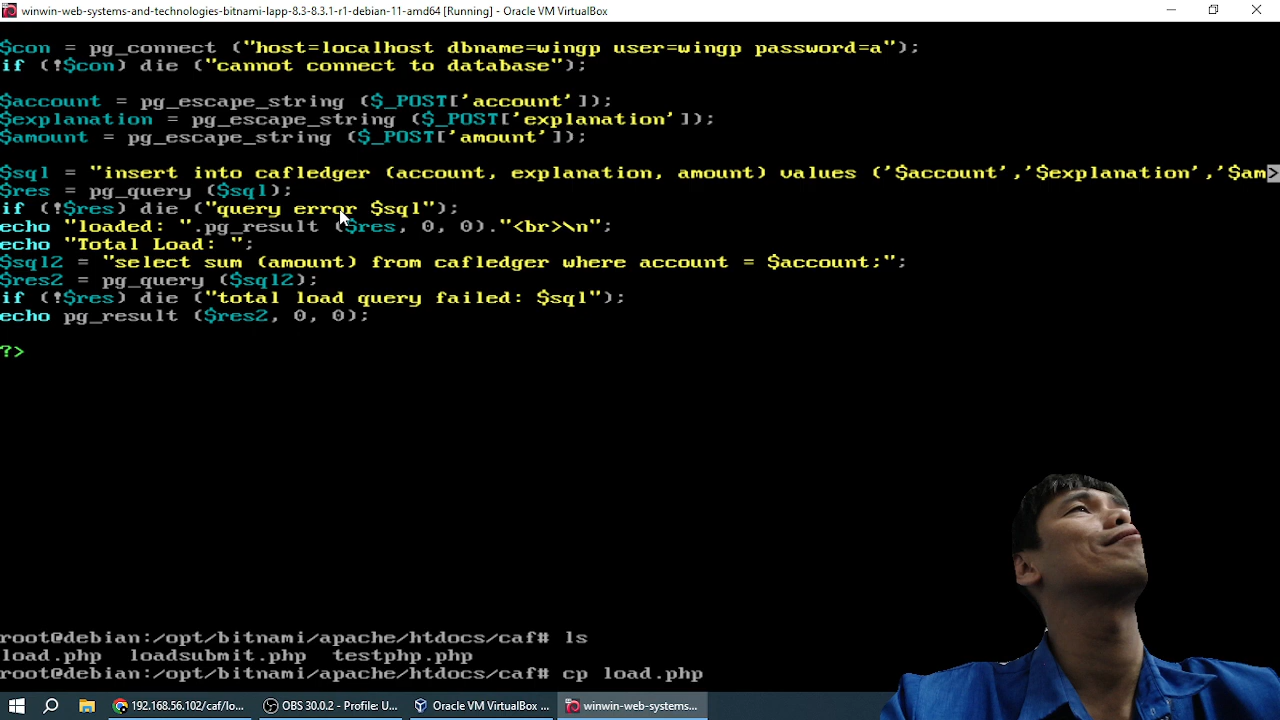 winwin-web-systems-and-technologies-bitnami-lapp-8.3-8.3.1-r1-debian-11-amd64 [Running] - Oracle VM VirtualBox
$con = pg_connect ("host=localhost dbname=wingp user=wingp password=a");
if (!$con) die ("cannot connect to database");
$account = pg_escape_string ($_POST['account']);
$explanation = pg_escape_string ($_POST['explanation']);
$amount = pg_escape_string ($_POST['amount']);
$sql = "insert into cafledger (account, explanation, amount) values ('$account','$explanation','$am>
$res = pg_query ($sql);
if (!$res) die ("query error $sql");
echo "loaded: ".pg_result ($res, 0, 0)."<br>\n";
echo "Total Load: ";
$sql2 = "select sum (amount) from cafledger where account = $account;";
$res2 = pg_query ($sql2);
if (!$res) die ("total load query failed: $sql");
echo pg_result ($res2, 0, 0);
?>
root@debian:/opt/bitnami/apache/htdocs/caf# ls
load.php  loadsubmit.php  testphp.php
root@debian:/opt/bitnami/apache/htdocs/caf# cp load.php
192.168.56.102/caf/lo... OBS 30.0.2 - Profile: U... Oracle VM VirtualBox ... winwin-web-systems...